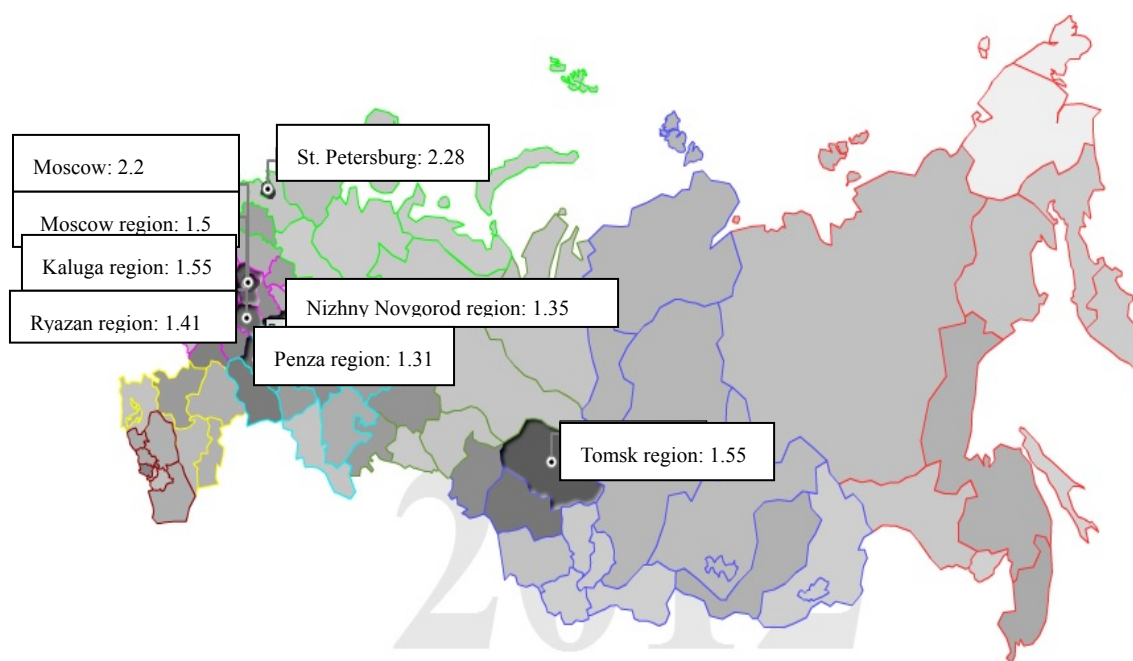 St. Petersburg: 2.28
Moscow: 2.2
Moscow region: 1.5
Kaluga region: 1.55
Nizhny Novgorod region: 1.35
Ryazan region: 1.41
Penza region: 1.31
Tomsk region: 1.55
2012